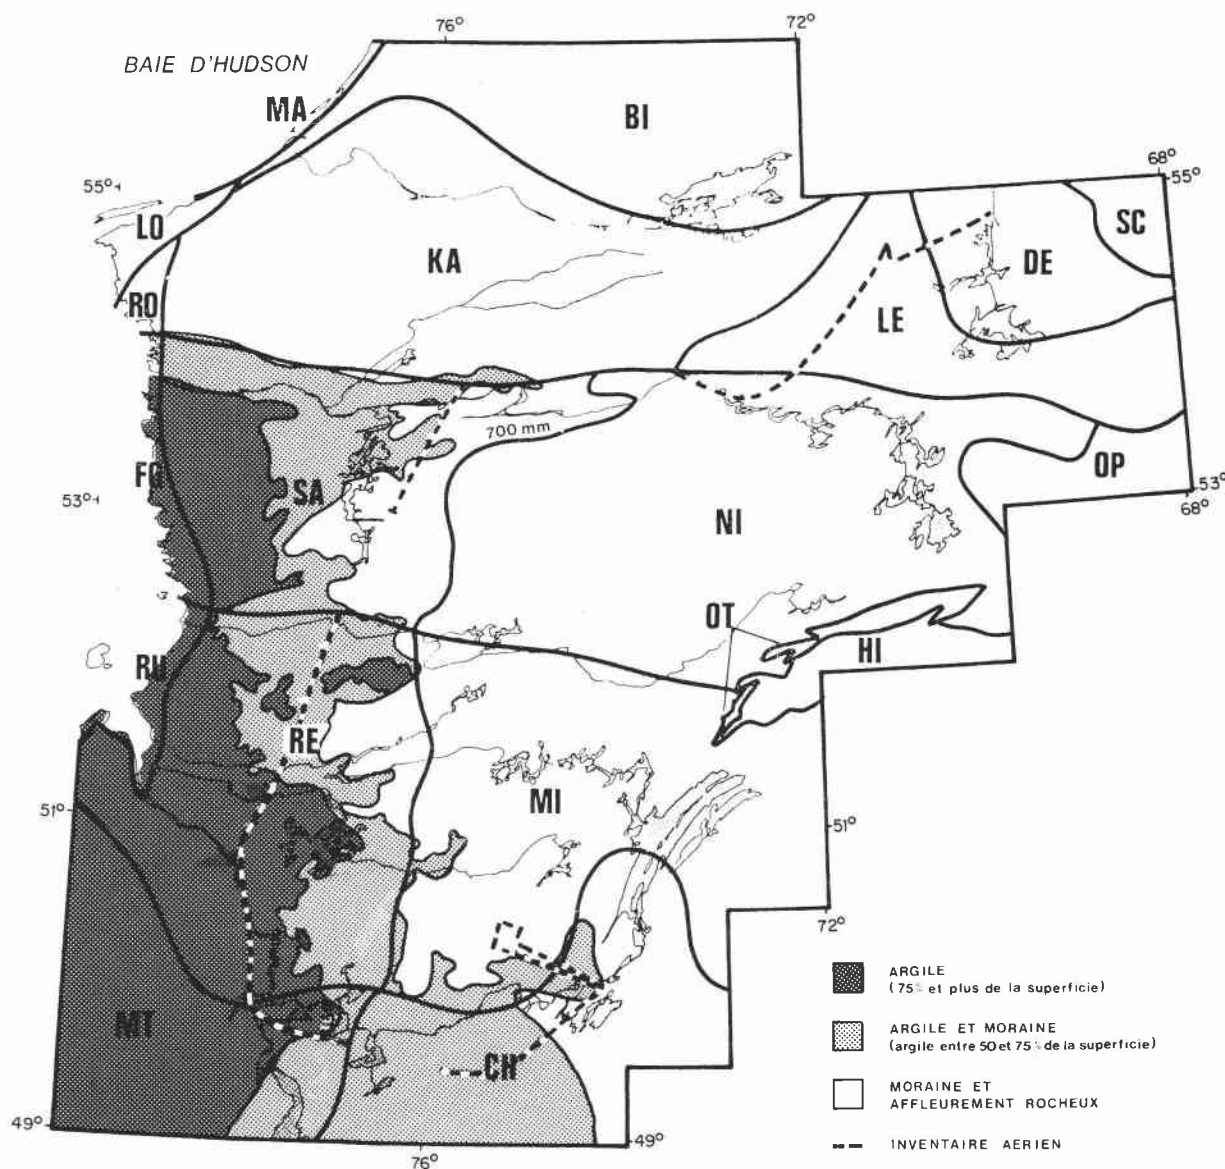 76°
72°
BAIE D'HUDSON
MA
BI
68°
55°
55°
LO
SC
KA
DE
RO
LE
700 mm
FG
SA
OP
53°
53°
68°
NI
OT
HI
RU
RE
MI
51°
51°
72°
ARGILE
(75% et plus de la superficie)
MT
ARGILE ET MORAINE
(argile entre 50 et 75% de la superficie)
CH
MORAINE ET
AFFLEUREMENT ROCHEUX
49°
49°
INVENTAIRE AÉRIEN
76°